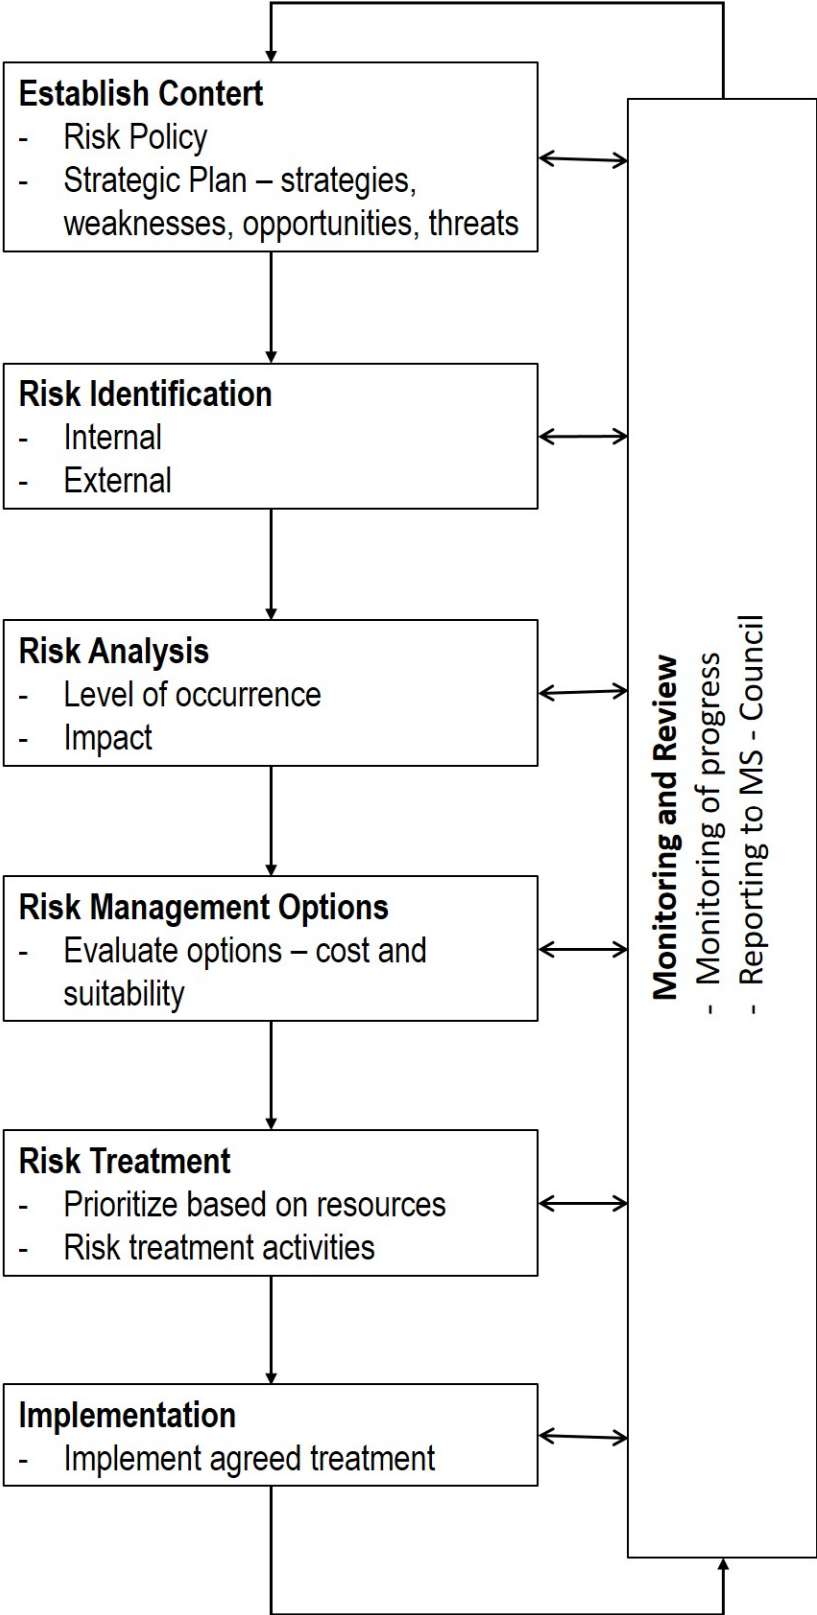 Establish Contert
- Risk Policy
- Strategic Plan – strategies,
weaknesses, opportunities, threats
Risk Identification
- Internal
- External
Risk Analysis
- Level of occurrence
- Impact
Risk Management Options
- Evaluate options – cost and
suitability
Risk Treatment
- Prioritize based on resources
- Risk treatment activities
Implementation
- Implement agreed treatment
Monitoring and Review
- Monitoring of progress
- Reporting to MS - Council